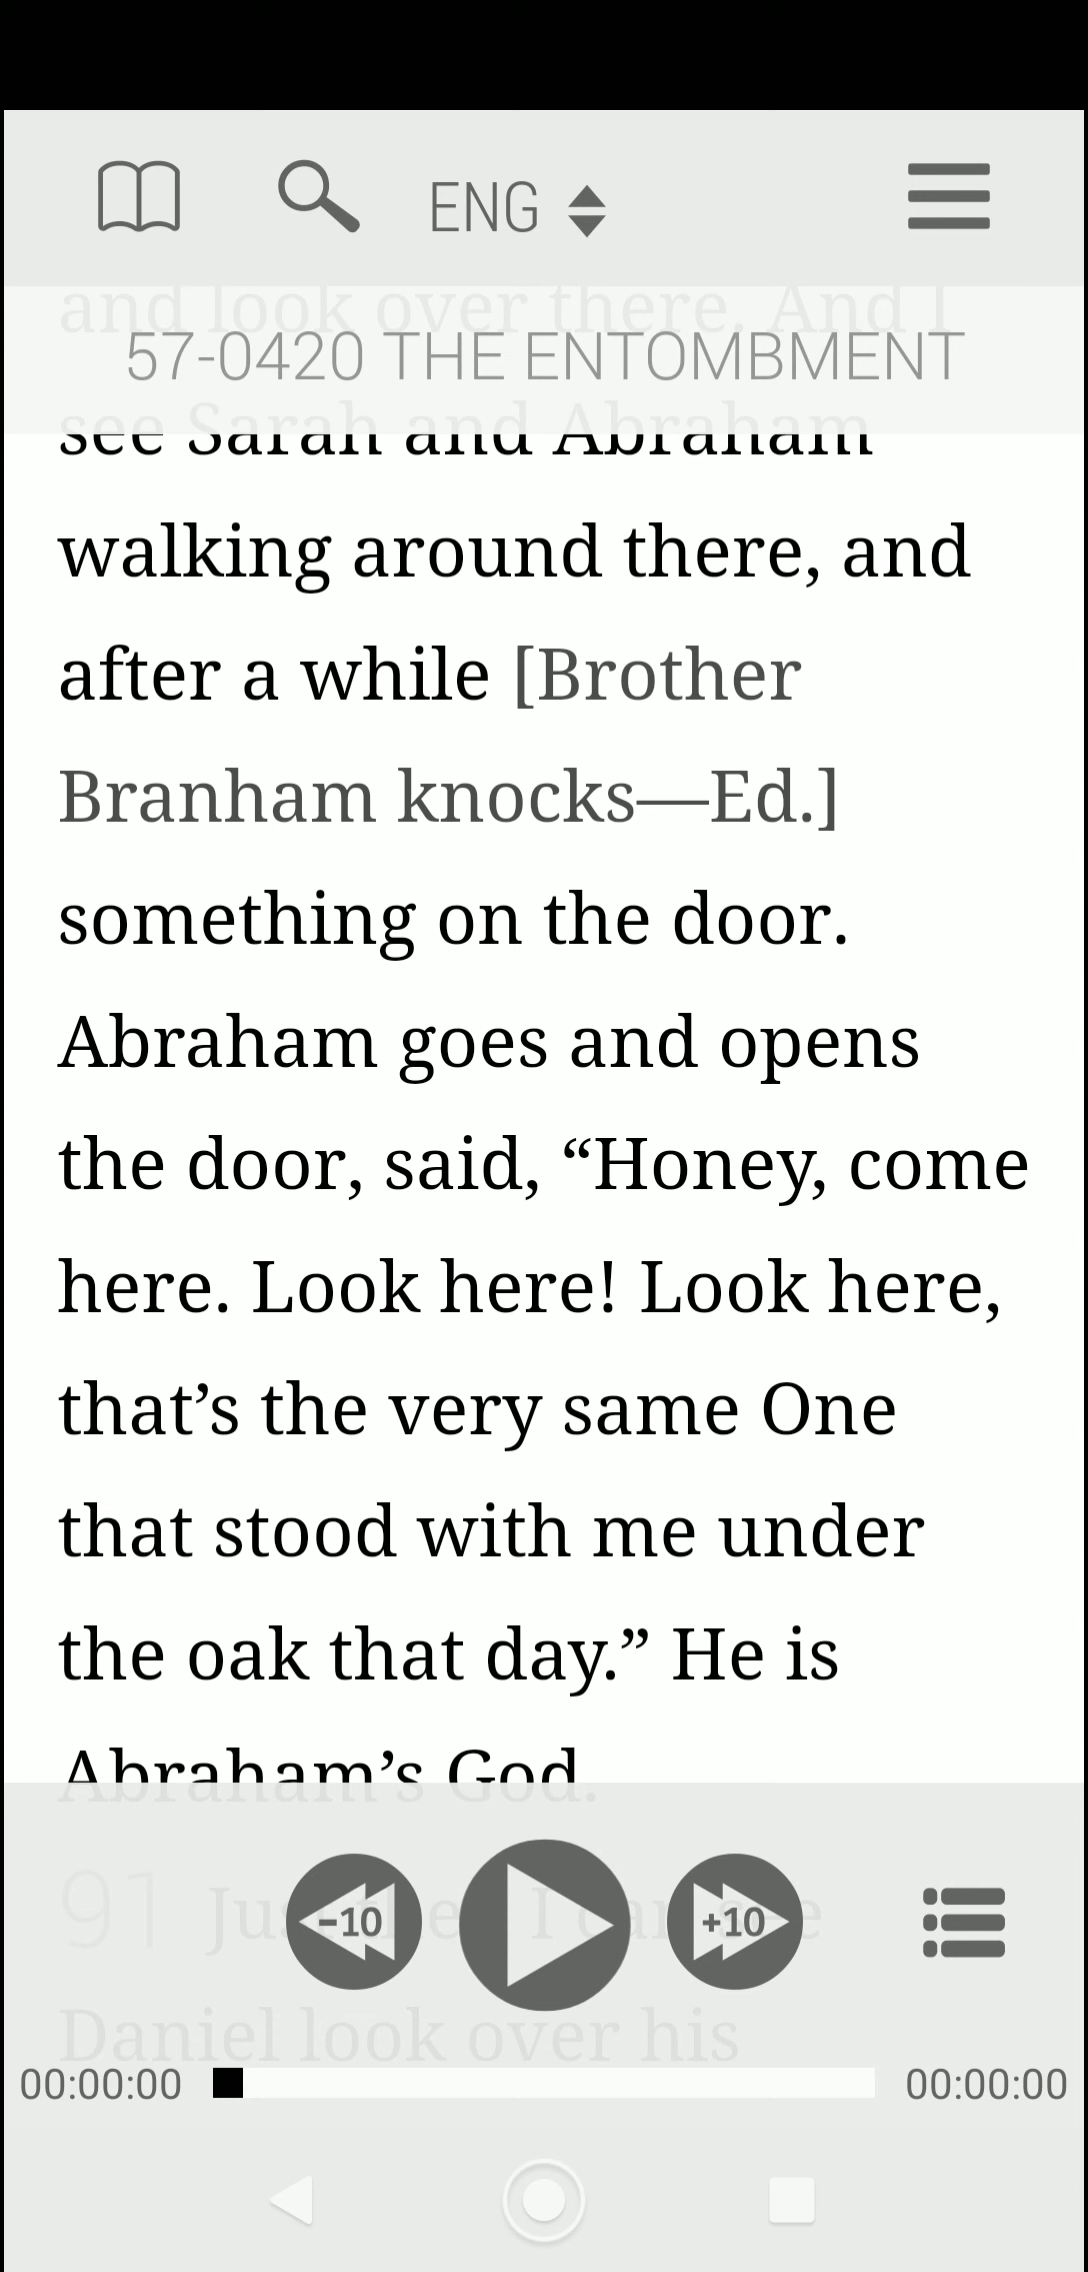 ENG
and look over there. And I
57-0420 THE ENTOMBMENT
see Sarah and Abraham
walking around there, and
after a while [Brother
Branham knocks—Ed.]
something on the door.
Abraham goes and opens
the door, said, “Honey, come
here. Look here! Look here,
that’s the very same One
that stood with me under
the oak that day.” He is
Abraham’s God.
91 I can see
-10 +10
Daniel look over his
00:00:00 00:00:00